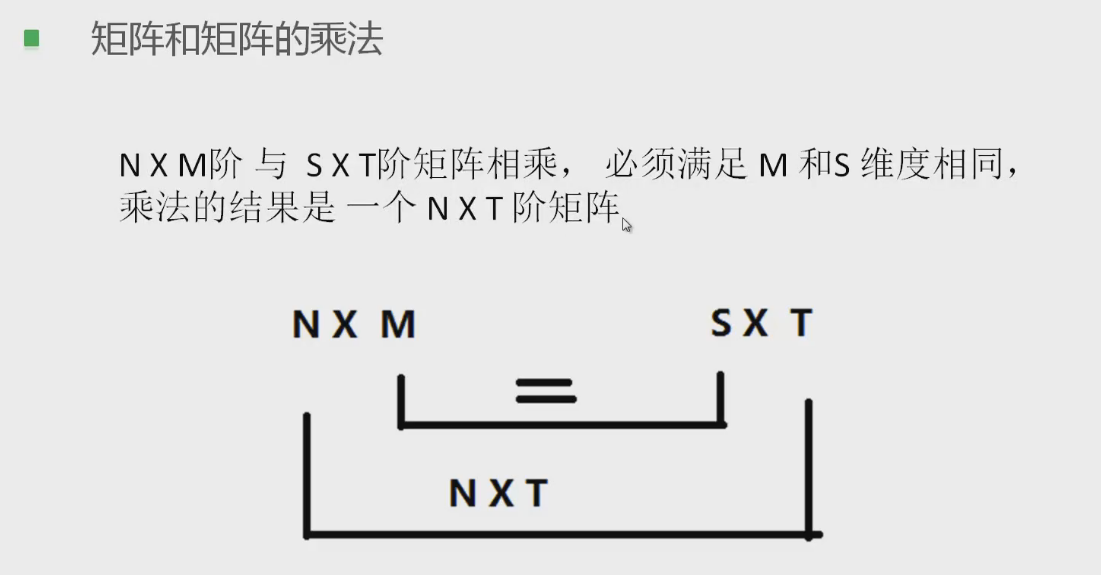 矩阵和矩阵的乘法
N X M阶 与 S X T阶矩阵相乘， 必须满足 M 和S 维度相同，
乘法的结果是 一个 N X T 阶矩阵
N X M S X T
=
N X T